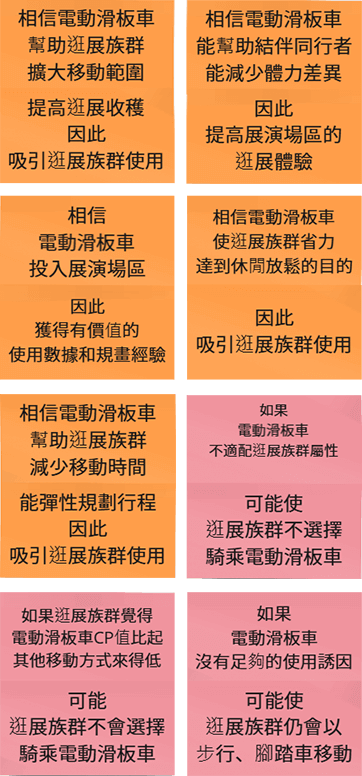 相信電動滑板車
幫助逛展族群
擴大移動範圍
提高逛展收穫
因此
吸引逛展族群使用
相信電動滑板車
能幫助結伴同行者
能減少體力差異
因此
提高展演場區的
逛展體驗
相信
電動滑板車
投入展演場區
因此
獲得有價值的
使用數據和規畫經驗
相信電動滑板車
使逛展族群省力
達到休閒放鬆的目的
因此
吸引逛展族群使用
相信電動滑板車
幫助逛展族群
減少移動時間
能彈性規劃行程
因此
吸引逛展族群使用
如果
電動滑板車
不適配逛展族群屬性
可能使
逛展族群不選擇
騎乘電動滑板車
如果逛展族群覺得
電動滑板車CP值比起
其他移動方式來得低
可能
逛展族群不會選擇
騎乘電動滑板車
如果
電動滑板車
沒有足夠的使用誘因
可能使
逛展族群仍會以
步行、腳踏車移動